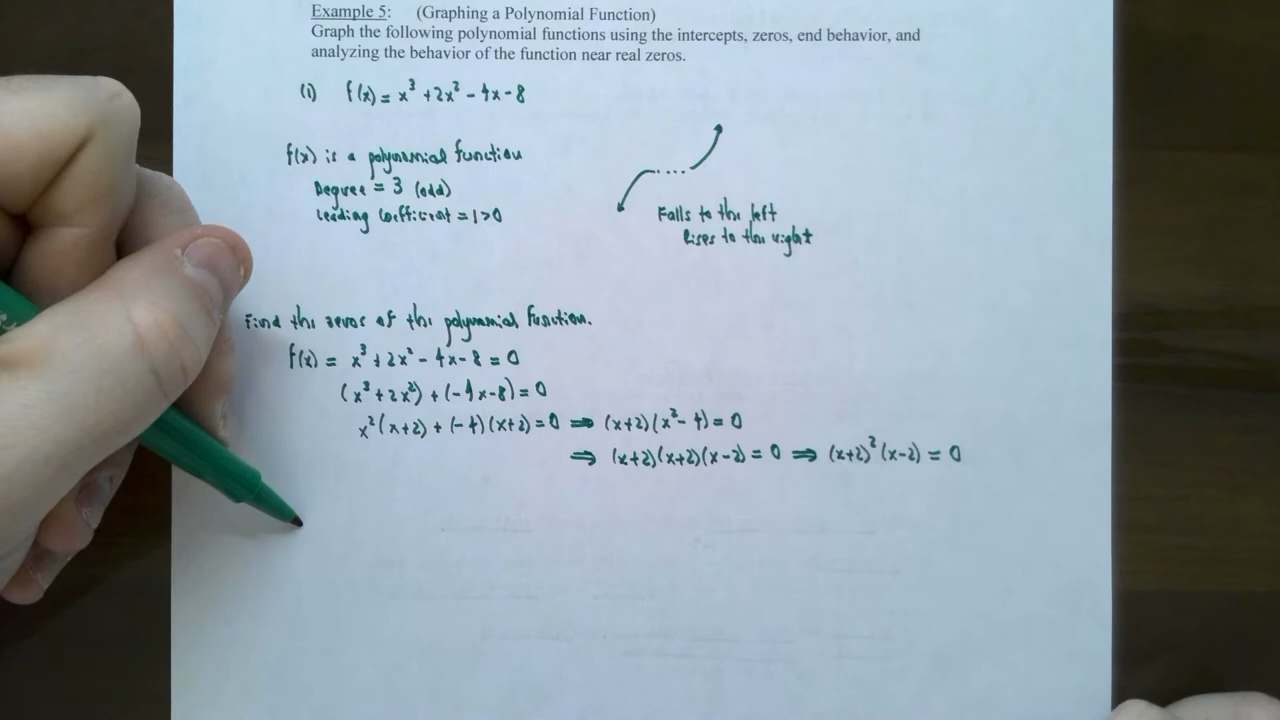 Example 5: (Graphing a Polynomial Function)
Graph the following polynomial functions using the intercepts, zeros, end behavior, and
analyzing the behavior of the function near real zeros.
(i) f(x) = x³ + 2x² - 4x - 8
f(x) is a polynomial function
Degree = 3 (odd)
Leading Coefficient = 1 > 0
Falls to the left
Rises to the right
Find the zeros of the polynomial function.
f(x) = x³ + 2x² - 4x - 8 = 0
(x³ + 2x²) + (-4x - 8) = 0
x²(x+2) + (-4)(x+2) = 0 ⇒ (x+2)(x² - 4) = 0
⇒ (x+2)(x+2)(x-2) = 0 ⇒ (x+2)²(x-2) = 0